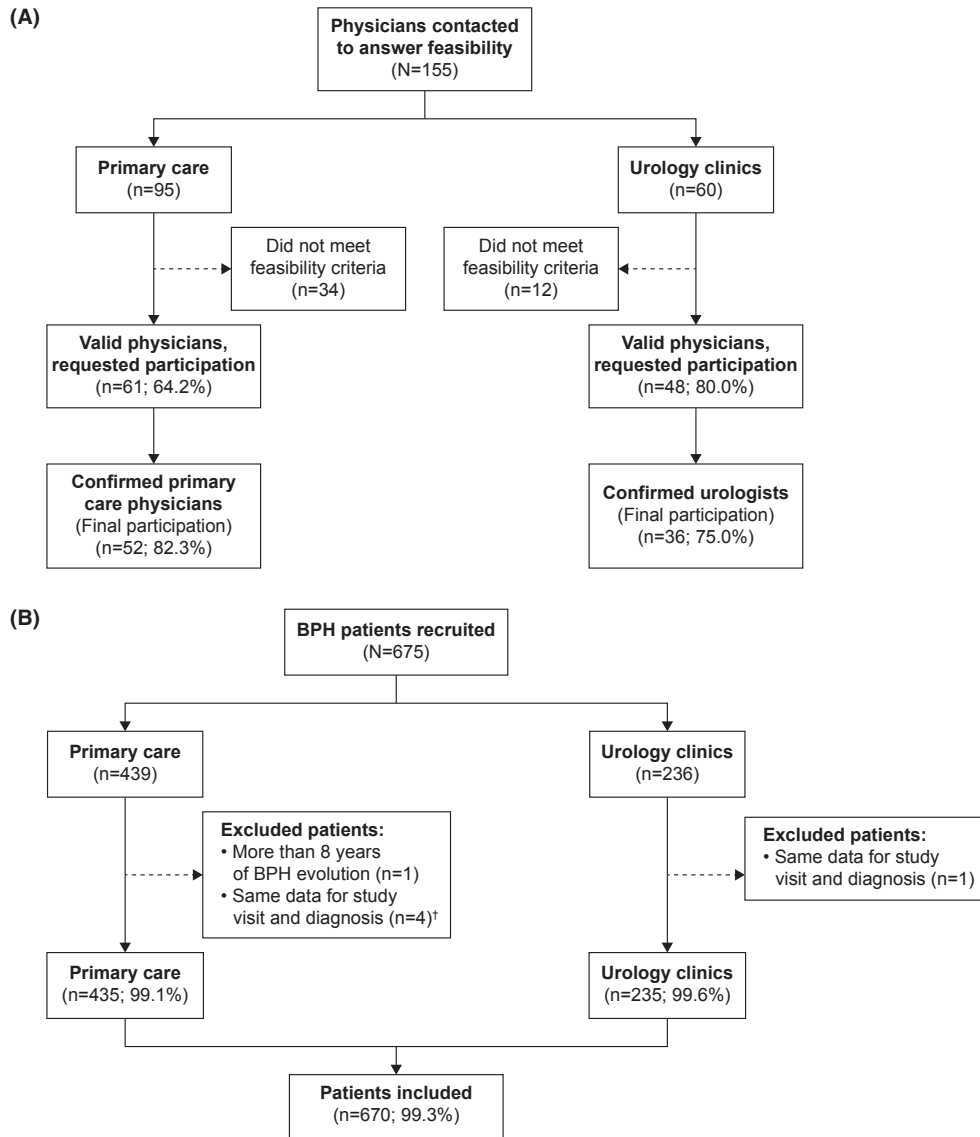 (A)
Physicians contacted
to answer feasibility
(N=155)
Primary care
(n=95)
Urology clinics
(n=60)
Did not meet
feasibility criteria
(n=34)
Did not meet
feasibility criteria
(n=12)
Valid physicians,
requested participation
(n=61; 64.2%)
Valid physicians,
requested participation
(n=48; 80.0%)
Confirmed primary
care physicians
(Final participation)
(n=52; 82.3%)
Confirmed urologists
(Final participation)
(n=36; 75.0%)
(B)
BPH patients recruited
(N=675)
Primary care
(n=439)
Urology clinics
(n=236)
Excluded patients:
• More than 8 years
of BPH evolution (n=1)
• Same data for study
visit and diagnosis (n=4)†
Excluded patients:
• Same data for study
visit and diagnosis (n=1)
Primary care
(n=435; 99.1%)
Urology clinics
(n=235; 99.6%)
Patients included
(n=670; 99.3%)